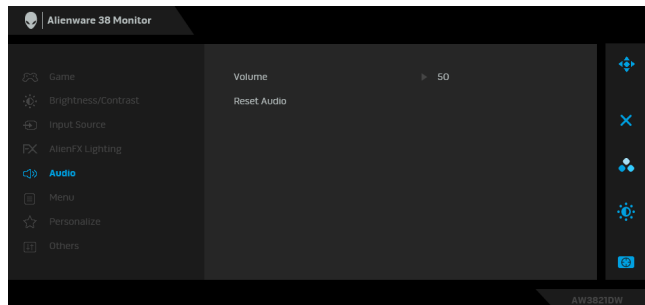 Alienware 38 Monitor
Game
Brightness/Contrast
Input Source
FX AlienFX Lighting
Audio
Menu
Personalize
Others
Volume 50
Reset Audio
AW3821DW